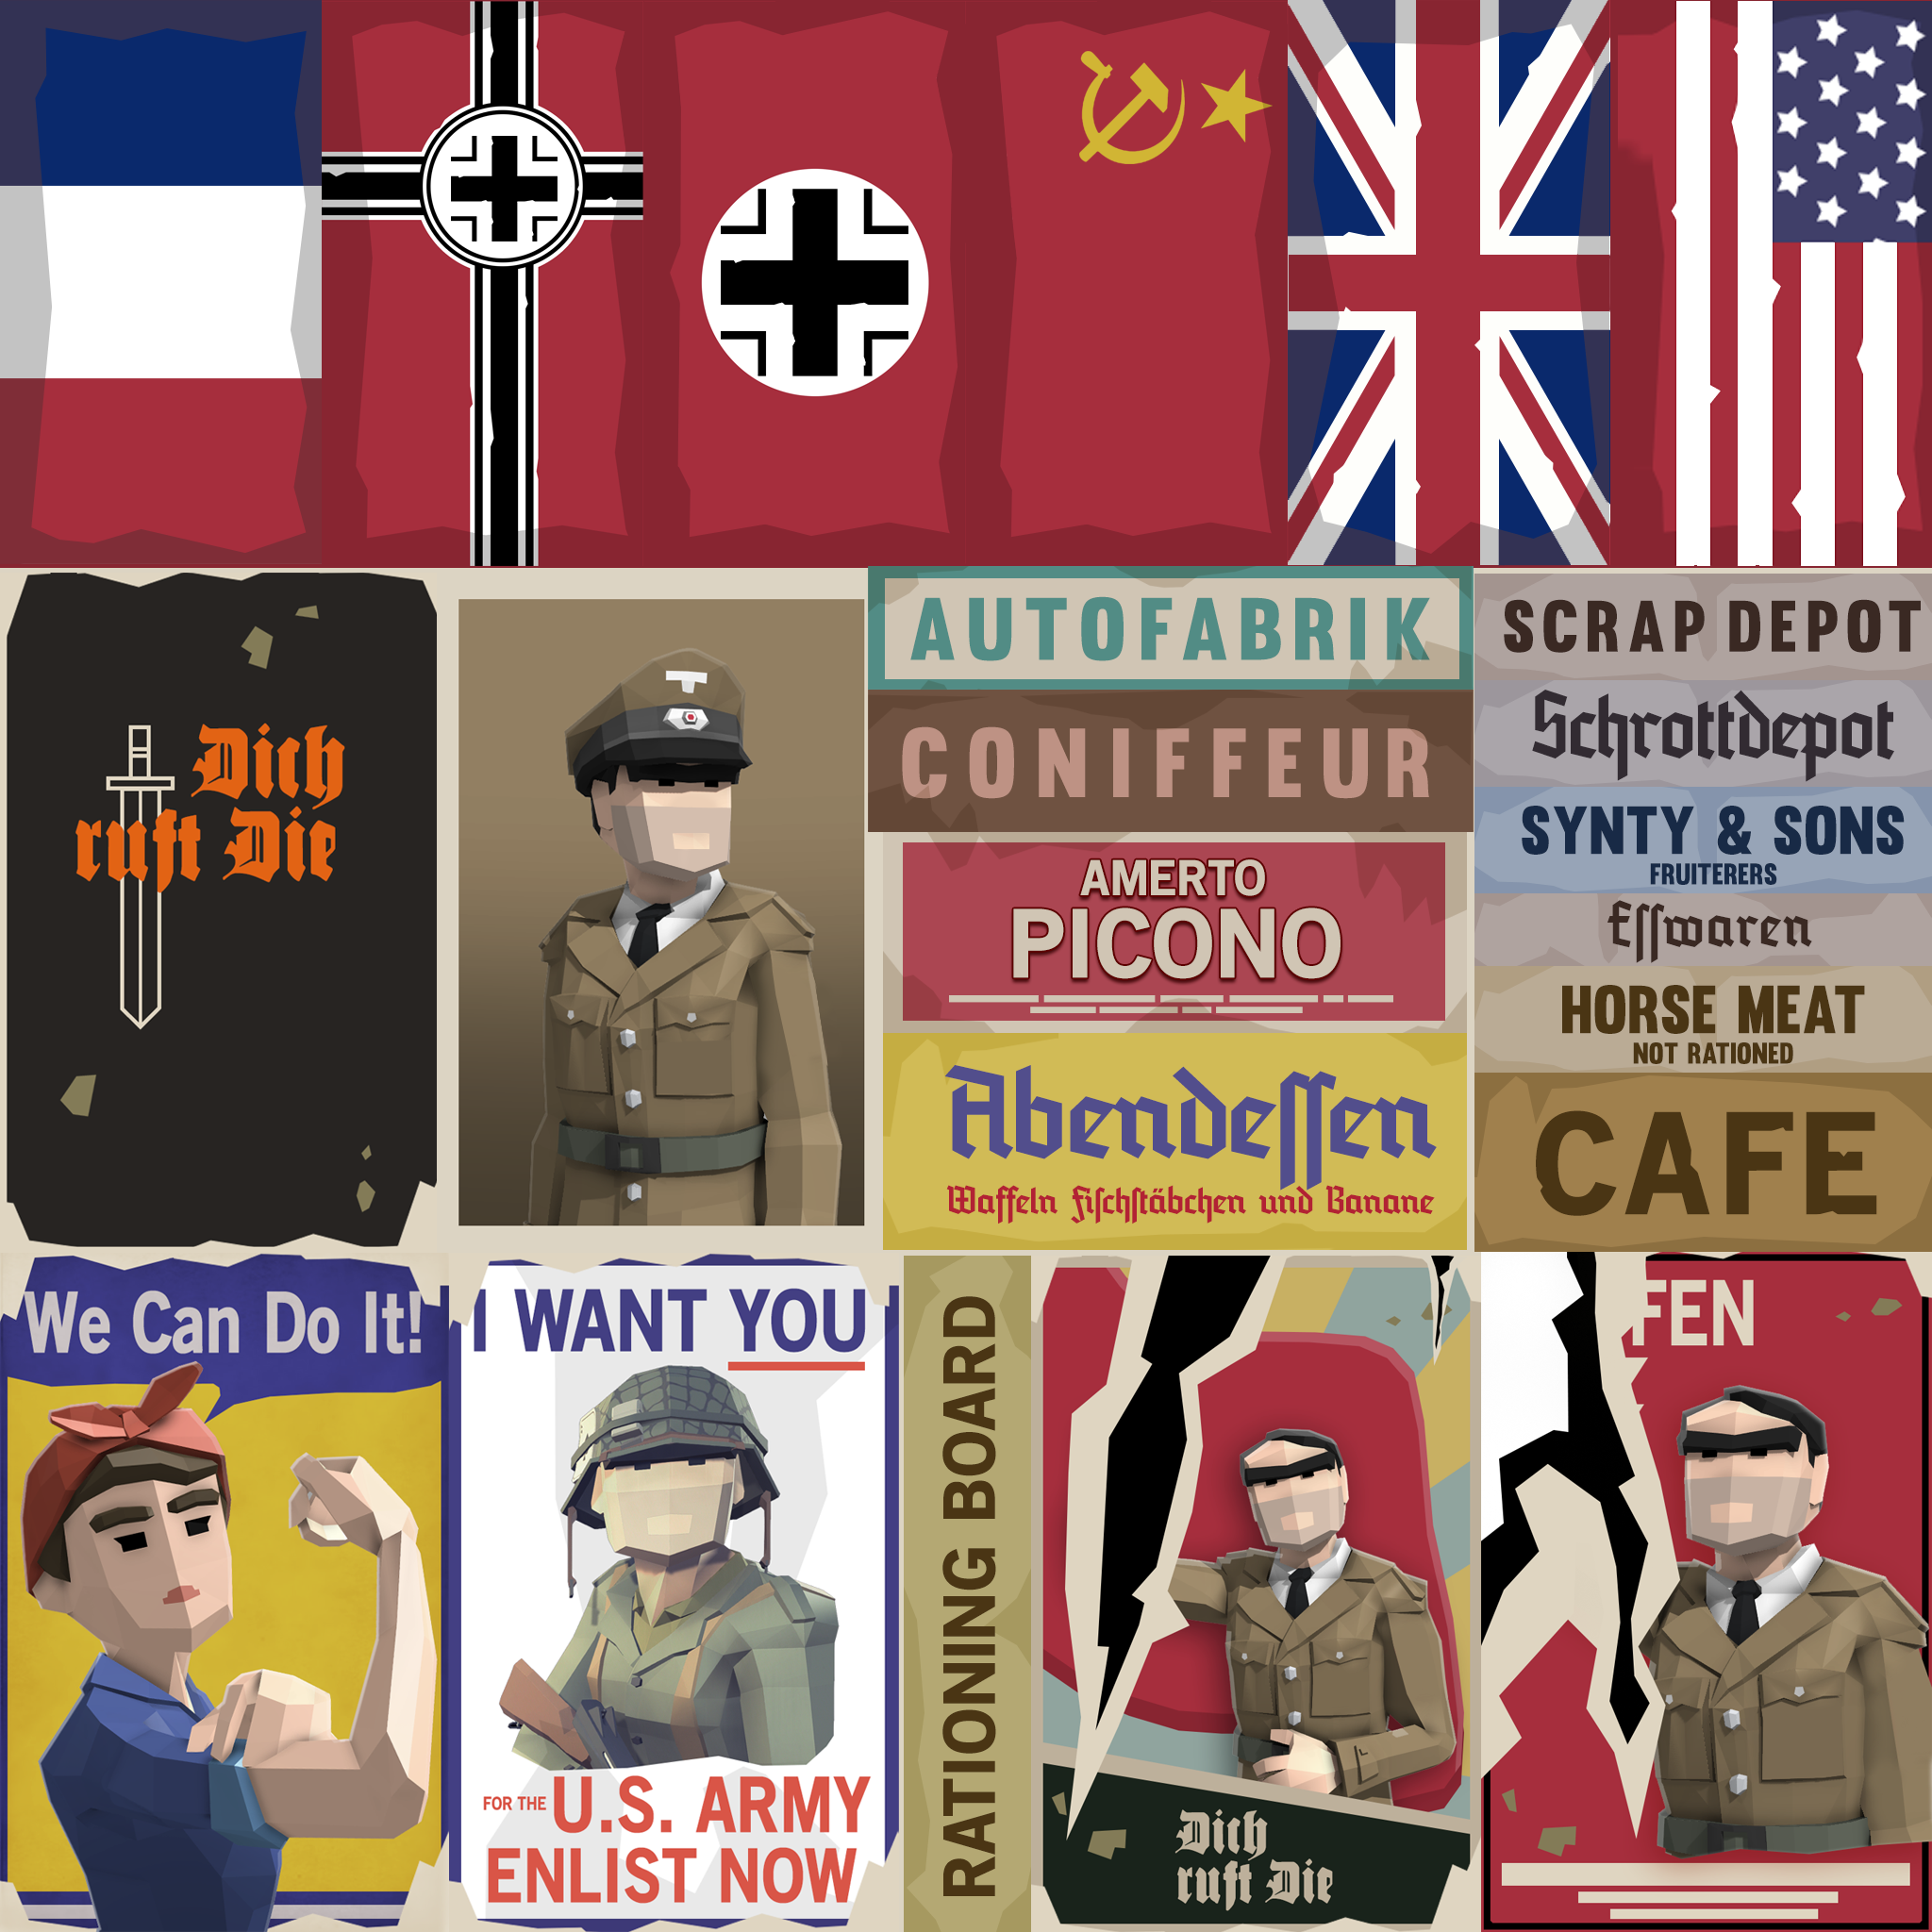 Dich
ruft Die
AUTOFABRIK
CONIFFEUR
AMERTO
PICONO
Abendeſſen
Waffeln Fiſchſtäbchen und Banane
SCRAP DEPOT
Schrottdepot
SYNTY & SONS
FRUITERERS
Eſſwaren
HORSE MEAT
NOT RATIONED
CAFE
We Can Do It!
I WANT YOU
FOR THE U.S. ARMY
ENLIST NOW
RATIONING BOARD
Dich
ruft Die
FEN